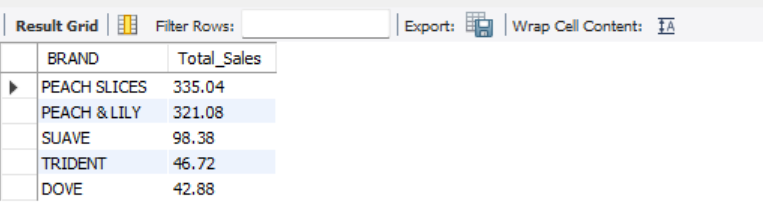 Result Grid Filter Rows: Export: Wrap Cell Content: IA
BRAND Total_Sales
PEACH SLICES 335.04
PEACH & LILY 321.08
SUAVE 98.38
TRIDENT 46.72
DOVE 42.88